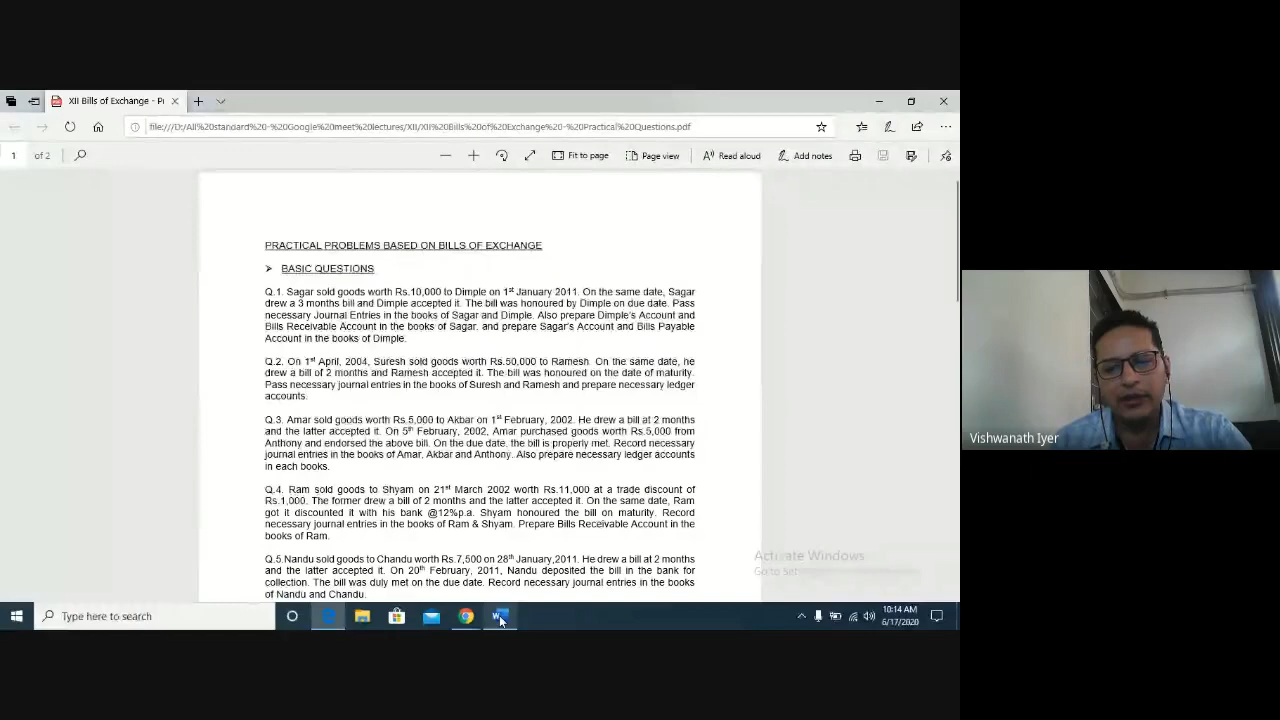 XII Bills of Exchange - Pr
file:///D:/All%20standard%20-%20Google%20meet%20lectures/XII/XII%20Bills%20of%20Exchange%20-%20Practical%20Questions.pdf
1 of 2 Fit to page Page view Read aloud Add notes
PRACTICAL PROBLEMS BASED ON BILLS OF EXCHANGE
➢ BASIC QUESTIONS
Q.1. Sagar sold goods worth Rs.10,000 to Dimple on 1st January 2011. On the same date, Sagar
drew a 3 months bill and Dimple accepted it. The bill was honoured by Dimple on due date. Pass
necessary Journal Entries in the books of Sagar and Dimple. Also prepare Dimple's Account and
Bills Receivable Account in the books of Sagar. and prepare Sagar's Account and Bills Payable
Account in the books of Dimple.
Q.2. On 1st April, 2004, Suresh sold goods worth Rs.50,000 to Ramesh. On the same date, he
drew a bill of 2 months and Ramesh accepted it. The bill was honoured on the date of maturity.
Pass necessary journal entries in the books of Suresh and Ramesh and prepare necessary ledger
accounts.
Q.3. Amar sold goods worth Rs.5,000 to Akbar on 1st February, 2002. He drew a bill at 2 months
and the latter accepted it. On 5th February, 2002, Amar purchased goods worth Rs.5,000 from
Anthony and endorsed the above bill. On the due date, the bill is properly met. Record necessary
journal entries in the books of Amar, Akbar and Anthony. Also prepare necessary ledger accounts
in each books.
Q.4. Ram sold goods to Shyam on 21st March 2002 worth Rs.11,000 at a trade discount of
Rs.1,000. The former drew a bill of 2 months and the latter accepted it. On the same date, Ram
got it discounted it with his bank @12%p.a. Shyam honoured the bill on maturity. Record
necessary journal entries in the books of Ram & Shyam. Prepare Bills Receivable Account in the
books of Ram.
Q.5 Nandu sold goods to Chandu worth Rs.7,500 on 28th January,2011. He drew a bill at 2 months
and the latter accepted it. On 20th February, 2011, Nandu deposited the bill in the bank for
collection. The bill was duly met on the due date. Record necessary journal entries in the books
of Nandu and Chandu.
Activate Windows
Go to Set
Type here to search
10:14 AM
6/17/2020
Vishwanath Iyer